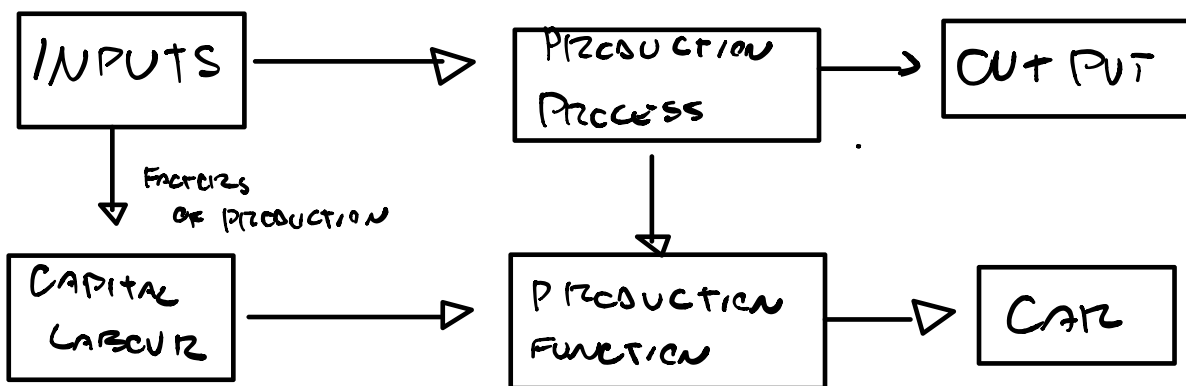 INPUTS
PRODUCTION
PROCESS
OUTPUT
FACTORS
OF PRODUCTION
CAPITAL
LABOUR
PRODUCTION
FUNCTION
CAR